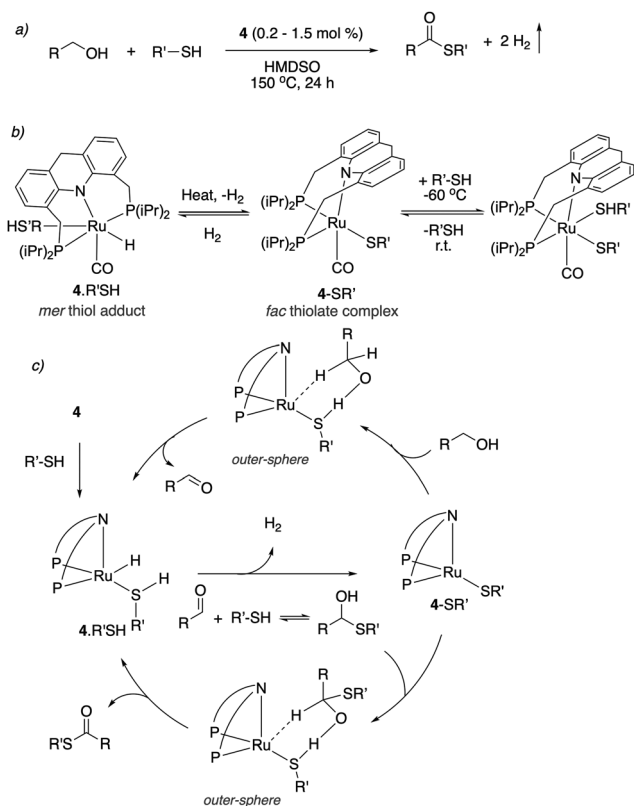 a)
R OH + R'–SH
4 (0.2 - 1.5 mol %)
HMDSO
150 °C, 24 h
O
R SR' + 2 H2
b)
N
HS'R
P(iPr)2
Ru
H
(iPr)2P
CO
4.R'SH
mer thiol adduct
Heat, -H2
H2
N
(iPr)2P
(iPr)2P
Ru
SR'
CO
4-SR'
fac thiolate complex
+ R'-SH
-60 °C
-R'SH
r.t.
N
(iPr)2P
SHR'
Ru
(iPr)2P
SR'
CO
c)
N
R
H
H
O
P
P
Ru
H
S
R'
outer-sphere
4
R'-SH
R O
R OH
N
H
P
P
Ru
H
S
R'
4.R'SH
H2
O
R + R'-SH
OH
R SR'
N
P
P
Ru
SR'
4-SR'
N
R
SR'
H
O
P
P
Ru
H
S
R'
outer-sphere
O
R'S R